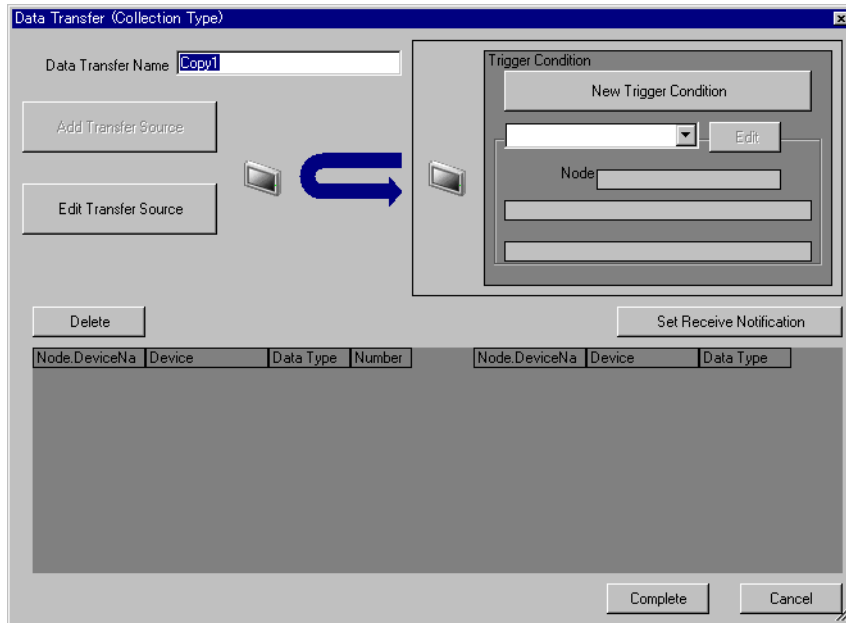 Data Transfer (Collection Type)
Data Transfer Name Copy1
Trigger Condition
New Trigger Condition
Add Transfer Source
Edit
Node
Edit Transfer Source
Delete
Set Receive Notification
Node.DeviceNa Device Data Type Number Node.DeviceNa Device Data Type
Complete Cancel